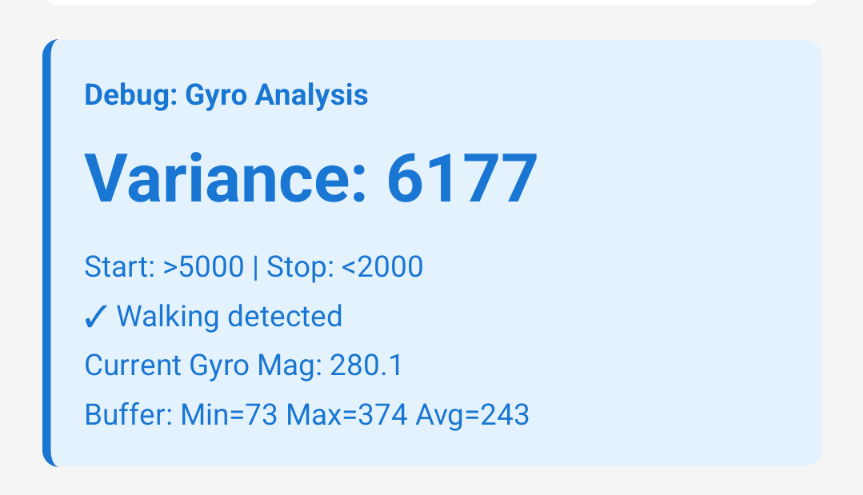 Debug: Gyro Analysis
Variance: 6177
Start: >5000 | Stop: <2000
✓ Walking detected
Current Gyro Mag: 280.1
Buffer: Min=73 Max=374 Avg=243